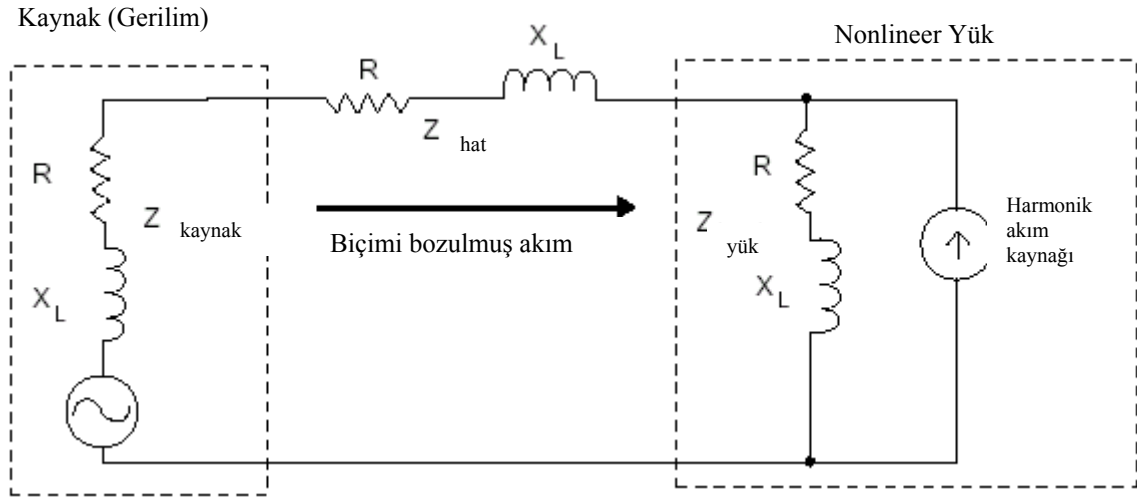 Kaynak (Gerilim)
X L
Nonlineer Yük
R
Z hat
R
Z kaynak
X L
Biçimi bozulmuş akım
R
Z yük
X L
Harmonik
akım
kaynağı